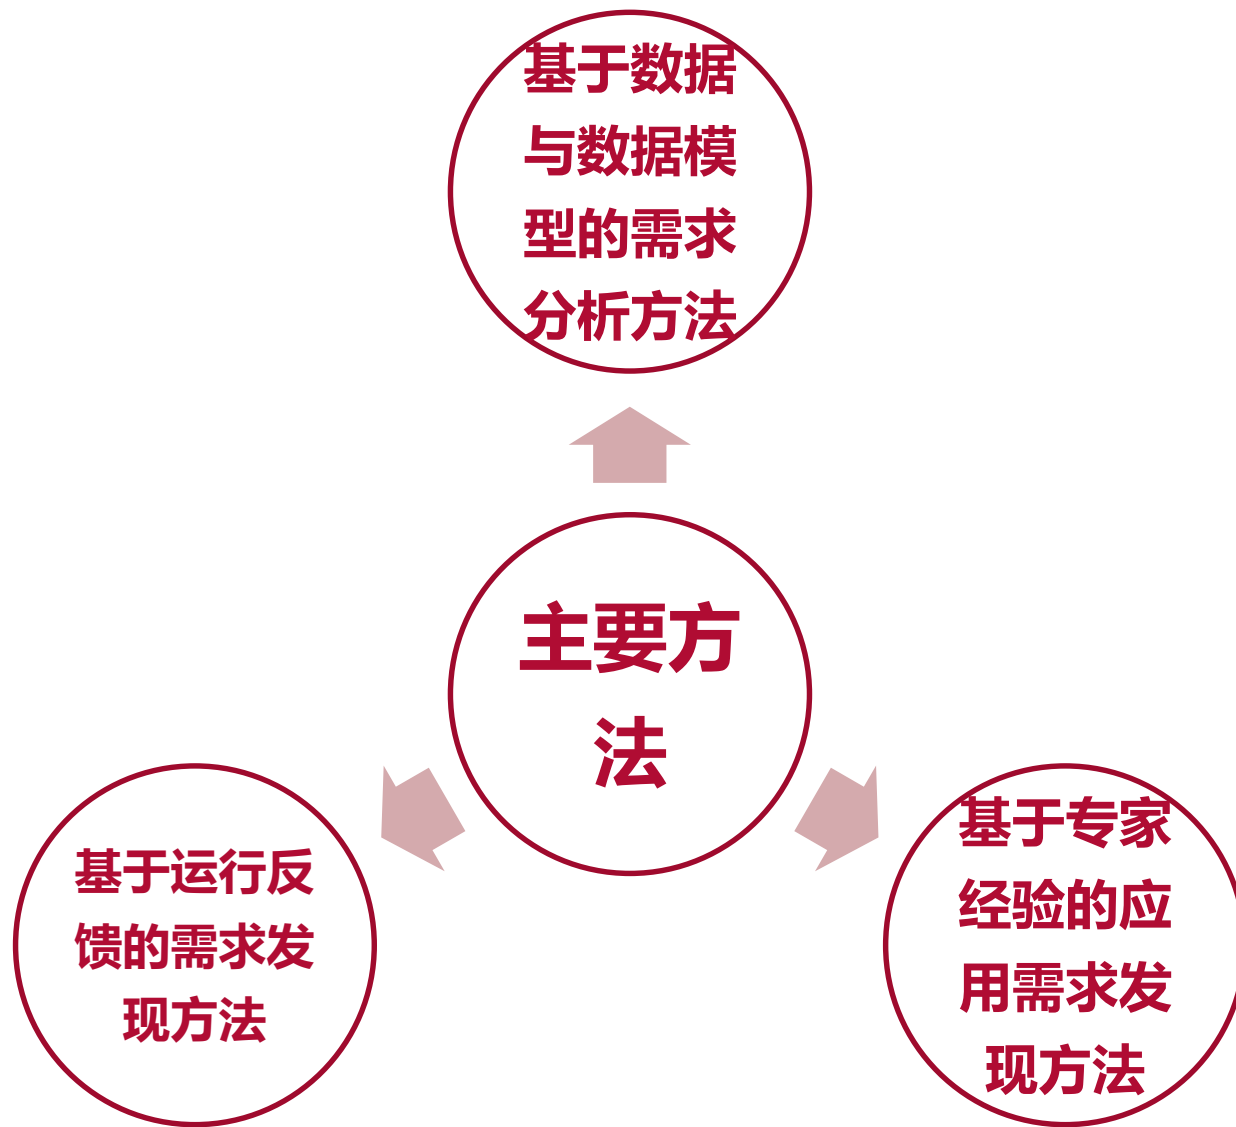 基于数据
与数据模
型的需求
分析方法
主要方
法
基于运行反
馈的需求发
现方法
基于专家
经验的应
用需求发
现方法